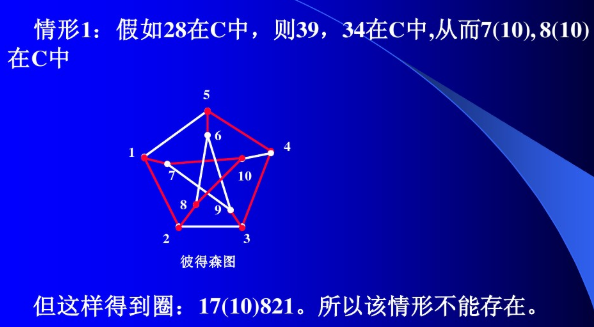 情形1：假如28在C中，则39，34在C中,从而7(10), 8(10)
在C中
5
6
1
4
7
10
8
9
2
3
彼得森图
但这样得到圈：17(10)821。所以该情形不能存在。